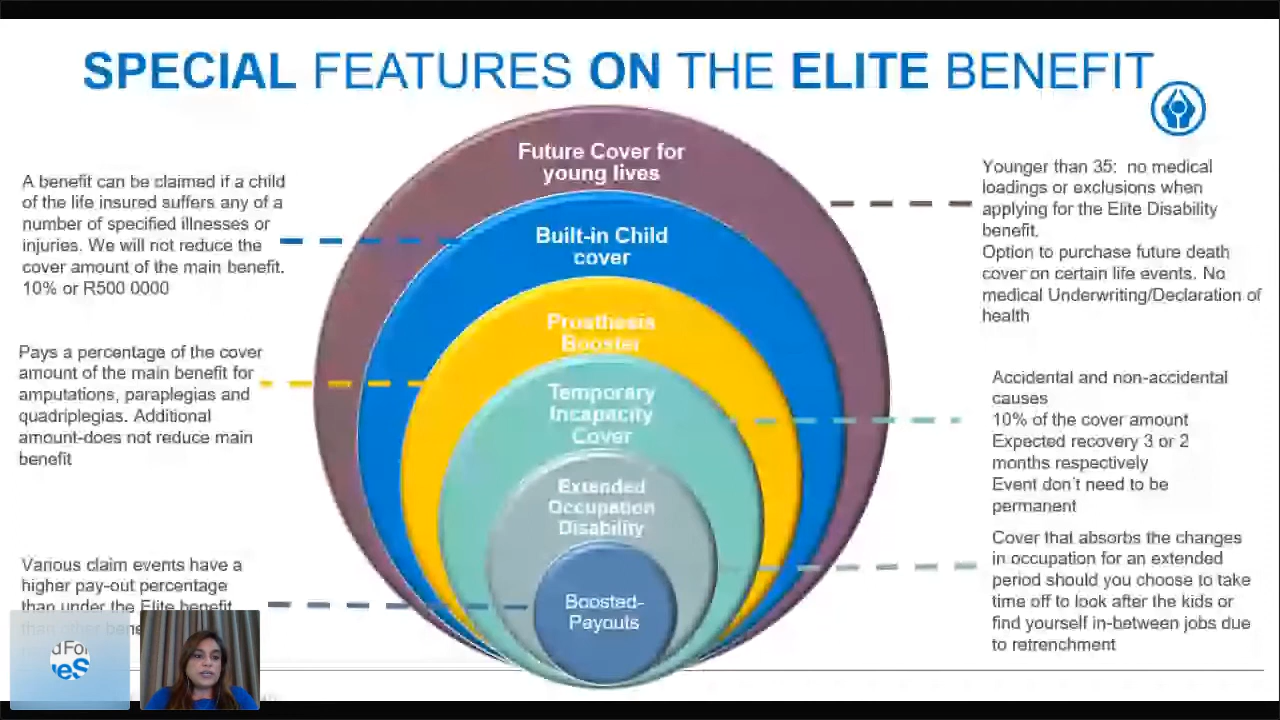 SPECIAL FEATURES ON THE ELITE BENEFIT
A benefit can be claimed if a child
of the life insured suffers any of a
number of specified illnesses or
injuries. We will not reduce the
cover amount of the main benefit.
10% or R500 0000
Pays a percentage of the cover
amount of the main benefit for
amputations, paraplegias and
quadriplegias. Additional
amount-does not reduce main
benefit
Various claim events have a
higher pay-out percentage
than under the Elite benefit
than other
Future Cover for
young lives
Built-in Child
cover
Prosthesis
Booster
Temporary
Incapacity
Cover
Extended
Occupation
Disability
Boosted-
Payouts
Younger than 35: no medical
loadings or exclusions when
applying for the Elite Disability
benefit.
Option to purchase future death
cover on certain life events. No
medical Underwriting/Declaration of
health
Accidental and non-accidental
causes
10% of the cover amount
Expected recovery 3 or 2
months respectively
Event don't need to be
permanent
Cover that absorbs the changes
in occupation for an extended
period should you choose to take
time off to look after the kids or
find yourself in-between jobs due
to retrenchment